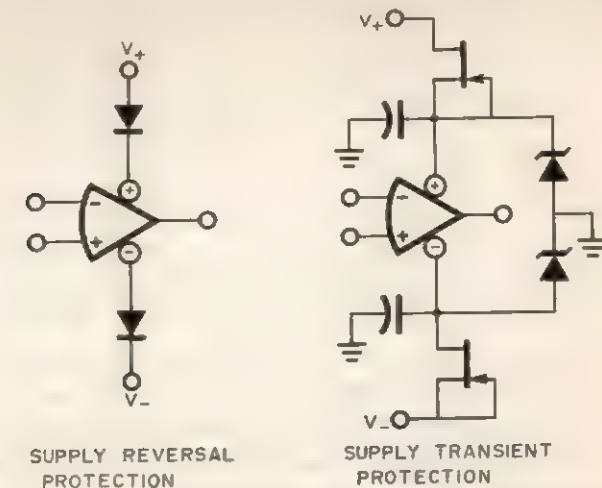 V+
V+
- +
+ -
- +
+ -
V-
V-
SUPPLY REVERSAL
PROTECTION
SUPPLY TRANSIENT
PROTECTION